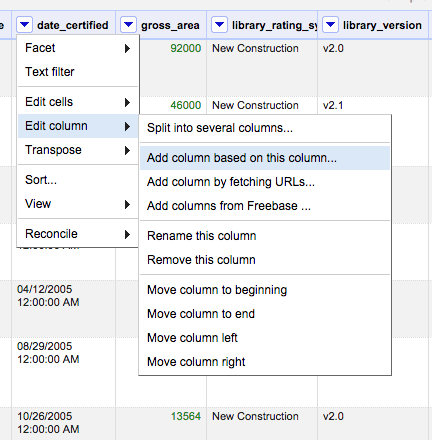 date_certified gross_area library_rating_sy library_version
Facet
Text filter
Edit cells
Edit column
Transpose
Sort...
View
Reconcile
Split into several columns...
Add column based on this column...
Add column by fetching URLs...
Add columns from Freebase ...
Rename this column
Remove this column
Move column to beginning
Move column to end
Move column left
Move column right
92000 New Construction v2.0
46000 New Construction v2.1
04/12/2005
12:00:00 AM
08/29/2005
12:00:00 AM
10/26/2005
12:00:00 AM
13564 New Construction v2.0